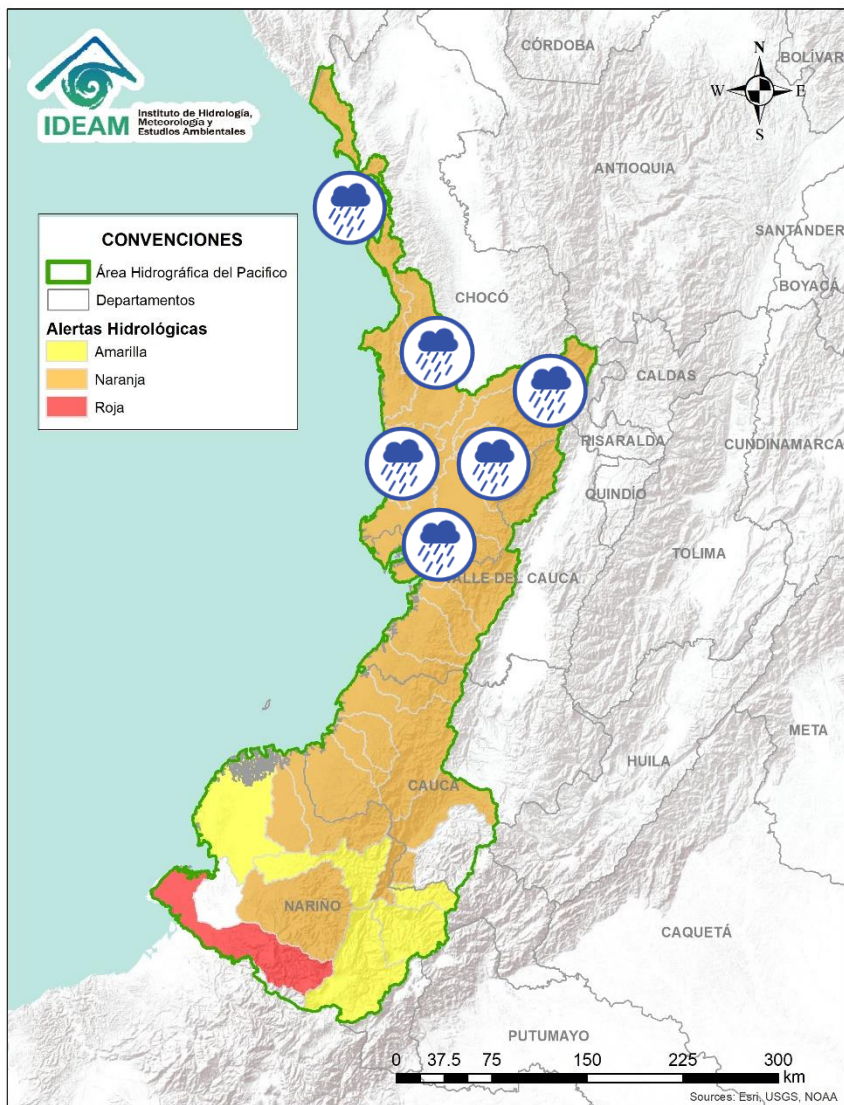 CÓRDOBA
BOLÍVAR
N
W E
S
IDEAM
Instituto de Hidrología,
Meteorología y
Estudios Ambientales
ANTIOQUIA
SANTANDER
BOYACÁ
CONVENCIONES
Área Hidrográfica del Pacifico
Departamentos
Alertas Hidrológicas
Amarilla
Naranja
Roja
CHOCÓ
CALDAS
RISARALDA
CUNDINAMARCA
QUINDÍO
TOLIMA
VALLE DEL CAUCA
META
HUILA
CAUCA
NARIÑO
CAQUETÁ
PUTUMAYO
0 37.5 75 150 225 300
km
Sources: Esri, USGS, NOAA